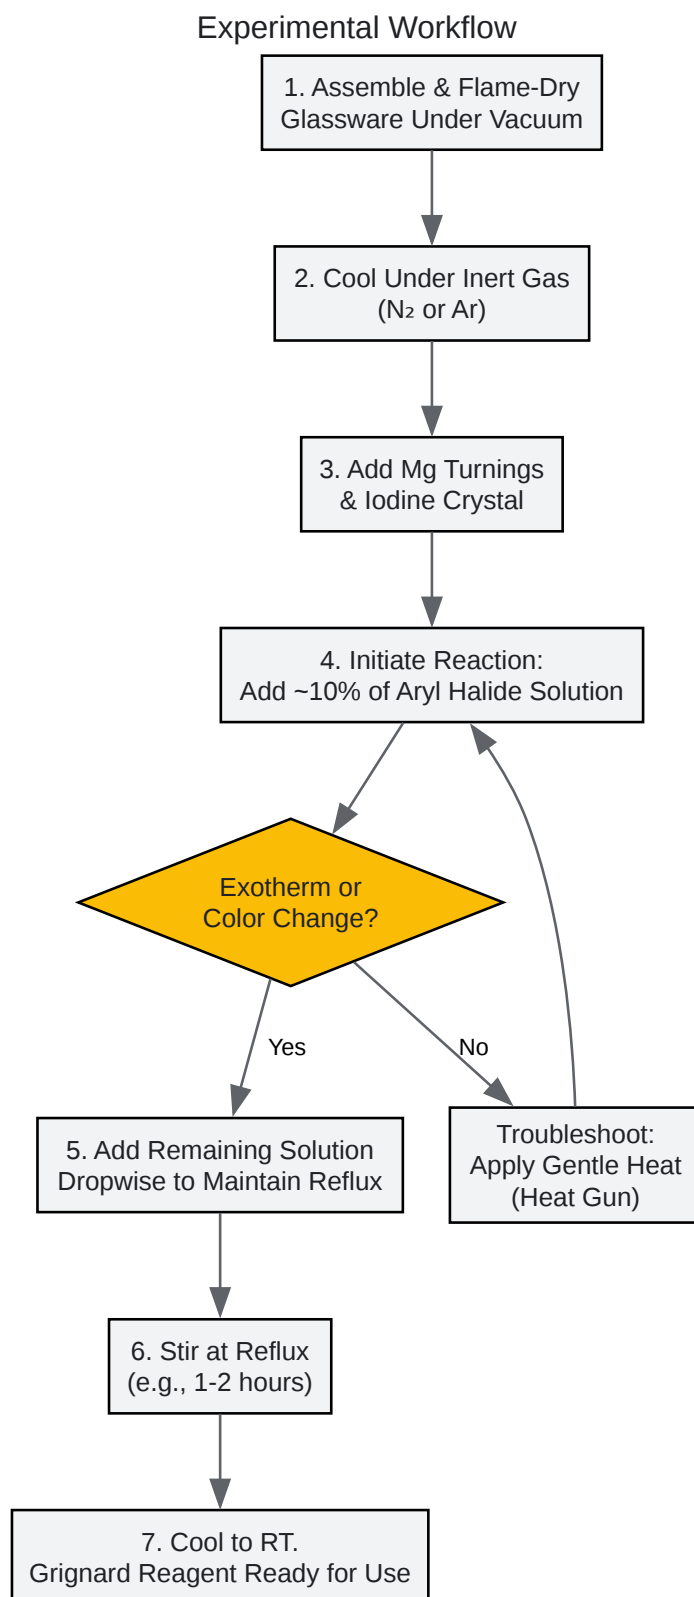 Experimental Workflow
1. Assemble & Flame-Dry
Glassware Under Vacuum
2. Cool Under Inert Gas
(N₂ or Ar)
3. Add Mg Turnings
& Iodine Crystal
4. Initiate Reaction:
Add ~10% of Aryl Halide Solution
Exotherm or
Color Change?
Yes
No
5. Add Remaining Solution
Dropwise to Maintain Reflux
Troubleshoot:
Apply Gentle Heat
(Heat Gun)
6. Stir at Reflux
(e.g., 1-2 hours)
7. Cool to RT.
Grignard Reagent Ready for Use